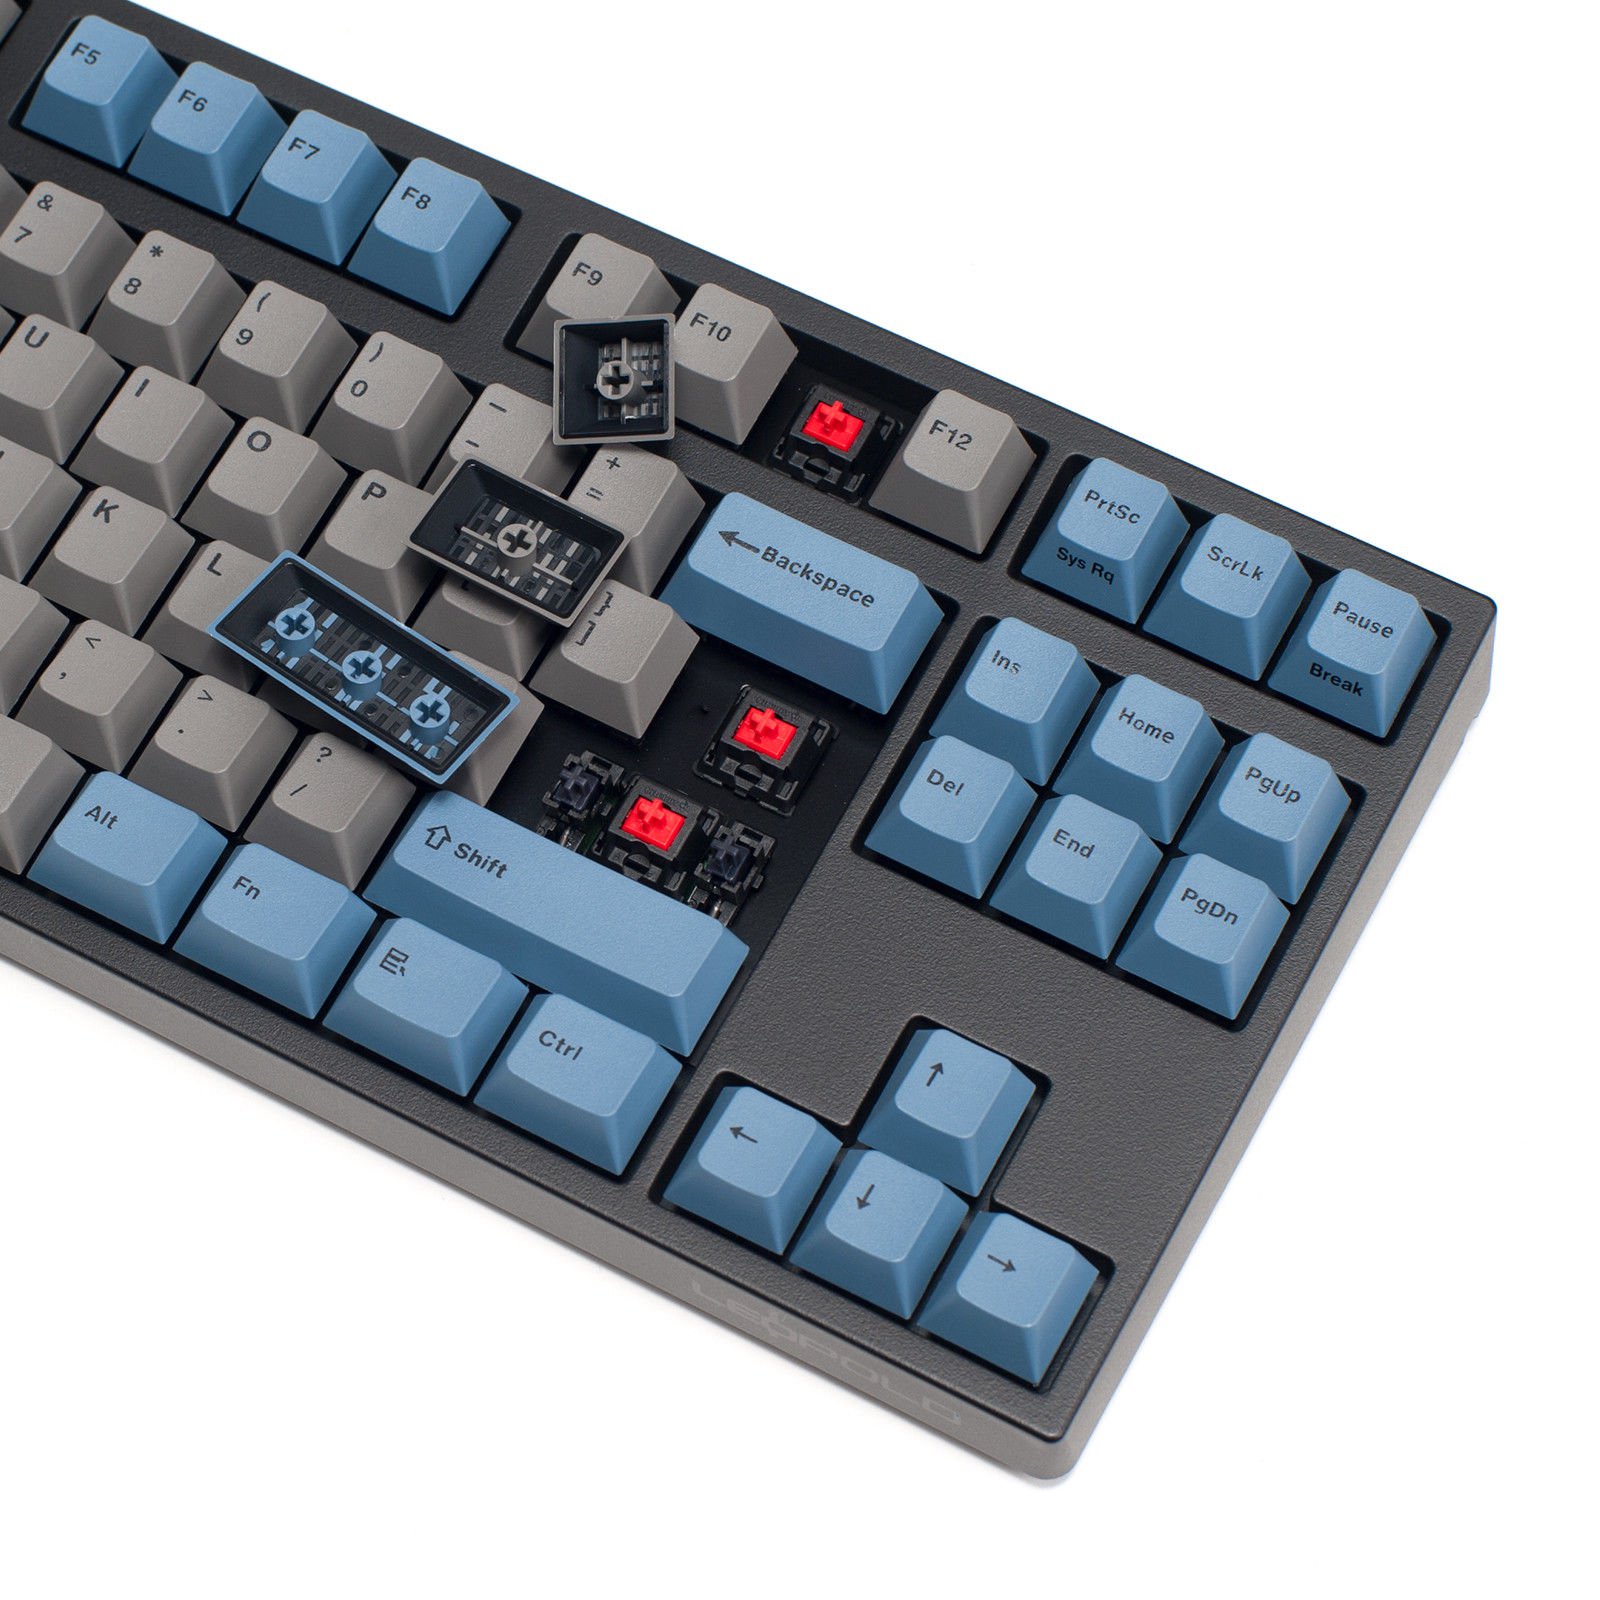 F5
F6
F7
F8
F9
F10
F12
PrtSc
Sys Rq
ScrLk
Pause
Break
&
7
*
8
(
9
)
0
_
-
+
=
← Backspace
Ins
Home
PgUp
U
I
O
P
}
]
Del
End
PgDn
K
L
<
,
>
.
?
/
⇧ Shift
↑
Alt
Fn
Ctrl
←
↓
→
LEOPOLD